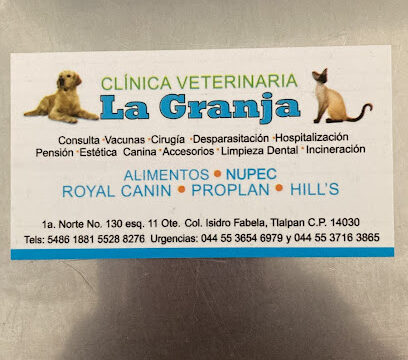 CLÍNICA VETERINARIA
La Granja
Consulta · Vacunas · Cirugía · Desparasitación · Hospitalización
Pensión · Estética Canina · Accesorios · Limpieza Dental · Incineración
ALIMENTOS • NUPEC
ROYAL CANIN • PROPLAN • HILL'S
1a. Norte No. 130 esq. 11 Ote. Col. Isidro Fabela, Tlalpan C.P. 14030
Tels: 5486 1881 5528 8276 Urgencias: 044 55 3654 6979 y 044 55 3716 3865